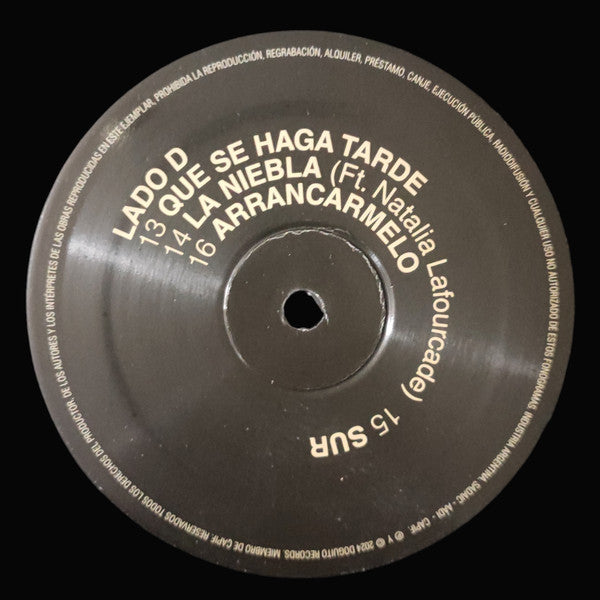 LADO D
13 QUE SE HAGA TARDE
14 LA NIEBLA (Ft. Natalia Lafourcade) 15 SUR
16 ARRANCÁRMELO
RESERVADOS TODOS LOS DERECHOS DEL PRODUCTOR, DE LOS AUTORES Y LOS INTÉRPRETES DE LAS OBRAS REPRODUCIDAS EN ESTE EJEMPLAR, PROHIBIDA LA REPRODUCCIÓN, REGRABACIÓN, ALQUILER, PRÉSTAMO, CANJE, EJECUCIÓN PÚBLICA, RADIODIFUSIÓN Y CUALQUIER USO NO AUTORIZADO DE ESTOS FONOGRAMAS. INDUSTRIA ARGENTINA. SADAIC - AADI - CAPIF. ℗ Y © 2024 DOGUITO RECORDS, MIEMBRO DE CAPIF.